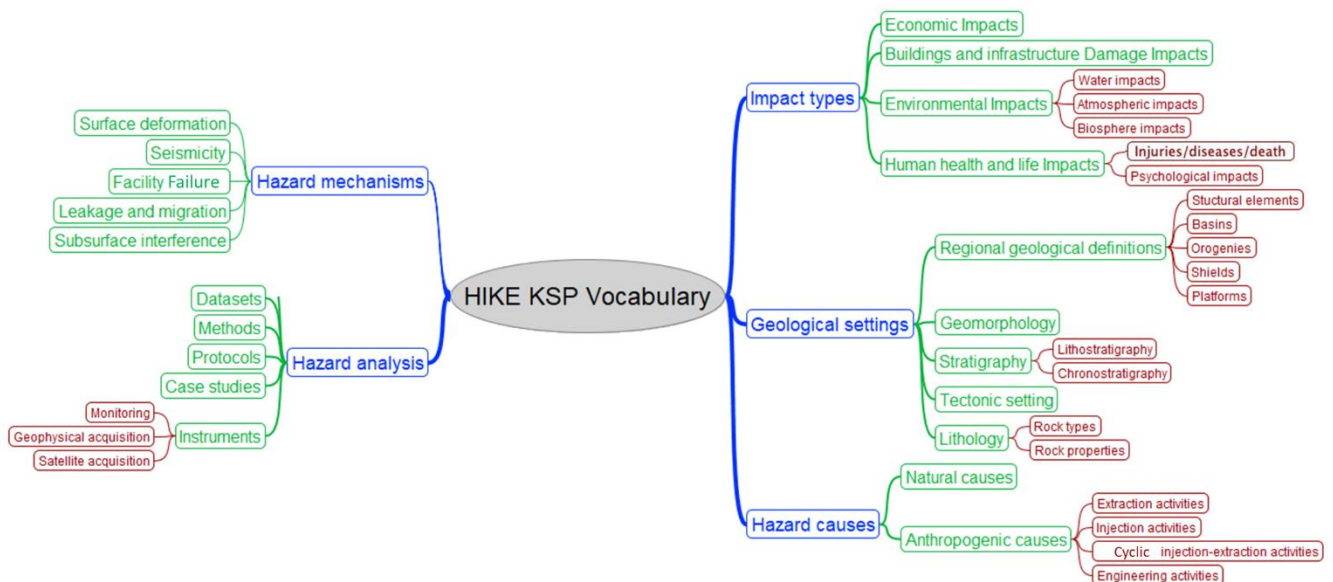 Economic Impacts
Buildings and infrastructure Damage Impacts
Impact types
Water impacts
Environmental Impacts
Atmospheric impacts
Biosphere impacts
Injuries/diseases/death
Human health and life Impacts
Psychological impacts
Surface deformation
Seismicity
Facility Failure
Hazard mechanisms
Leakage and migration
Subsurface interference
HIKE KSP Vocabulary
Stuctural elements
Basins
Regional geological definitions
Orogenies
Shields
Platforms
Geological settings
Geomorphology
Lithostratigraphy
Stratigraphy
Chronostratigraphy
Tectonic setting
Rock types
Lithology
Rock properties
Datasets
Methods
Protocols
Hazard analysis
Case studies
Monitoring
Geophysical acquisition
Instruments
Satellite acquisition
Natural causes
Hazard causes
Extraction activities
Injection activities
Anthropogenic causes
Cyclic injection-extraction activities
Engineering activities